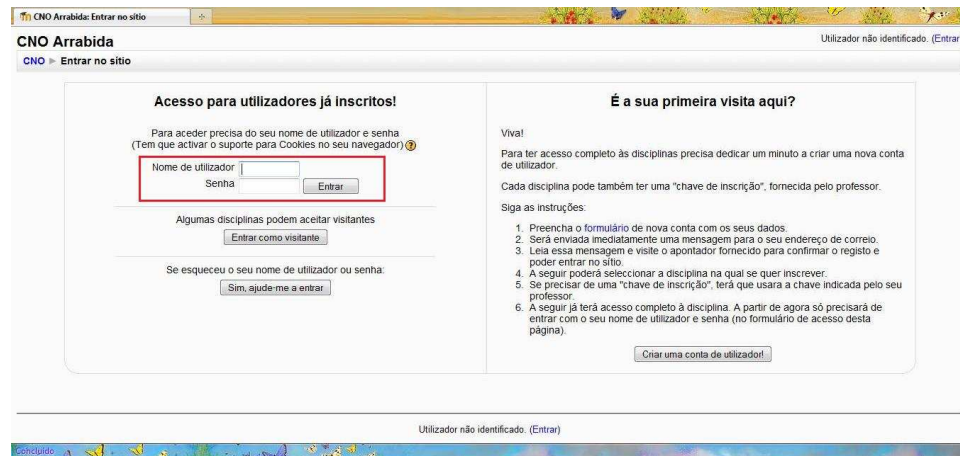 CNO Arrabida: Entrar no sítio
CNO Arrabida
Utilizador não identificado. (Entrar
CNO ► Entrar no sítio
Acesso para utilizadores já inscritos!
Para aceder precisa do seu nome de utilizador e senha
(Tem que activar o suporte para Cookies no seu navegador) ?
Nome de utilizador
Senha
Entrar
Algumas disciplinas podem aceitar visitantes
Entrar como visitante
Se esqueceu o seu nome de utilizador ou senha:
Sim, ajude-me a entrar
É a sua primeira visita aqui?
Viva!
Para ter acesso completo às disciplinas precisa dedicar um minuto a criar uma nova conta
de utilizador.
Cada disciplina pode também ter uma "chave de inscrição", fornecida pelo professor.
Siga as instruções:
1. Preencha o formulário de nova conta com os seus dados.
2. Será enviada imediatamente uma mensagem para o seu endereço de correio.
3. Leia essa mensagem e visite o apontador fornecido para confirmar o registo e
poder entrar no sítio.
4. A seguir poderá seleccionar a disciplina na qual se quer inscrever.
5. Se precisar de uma "chave de inscrição", terá que usara a chave indicada pelo seu
professor.
6. A seguir já terá acesso completo à disciplina. A partir de agora só precisará de
entrar com o seu nome de utilizador e senha (no formulário de acesso desta
página).
Criar uma conta de utilizador!
Utilizador não identificado. (Entrar)
Concluído